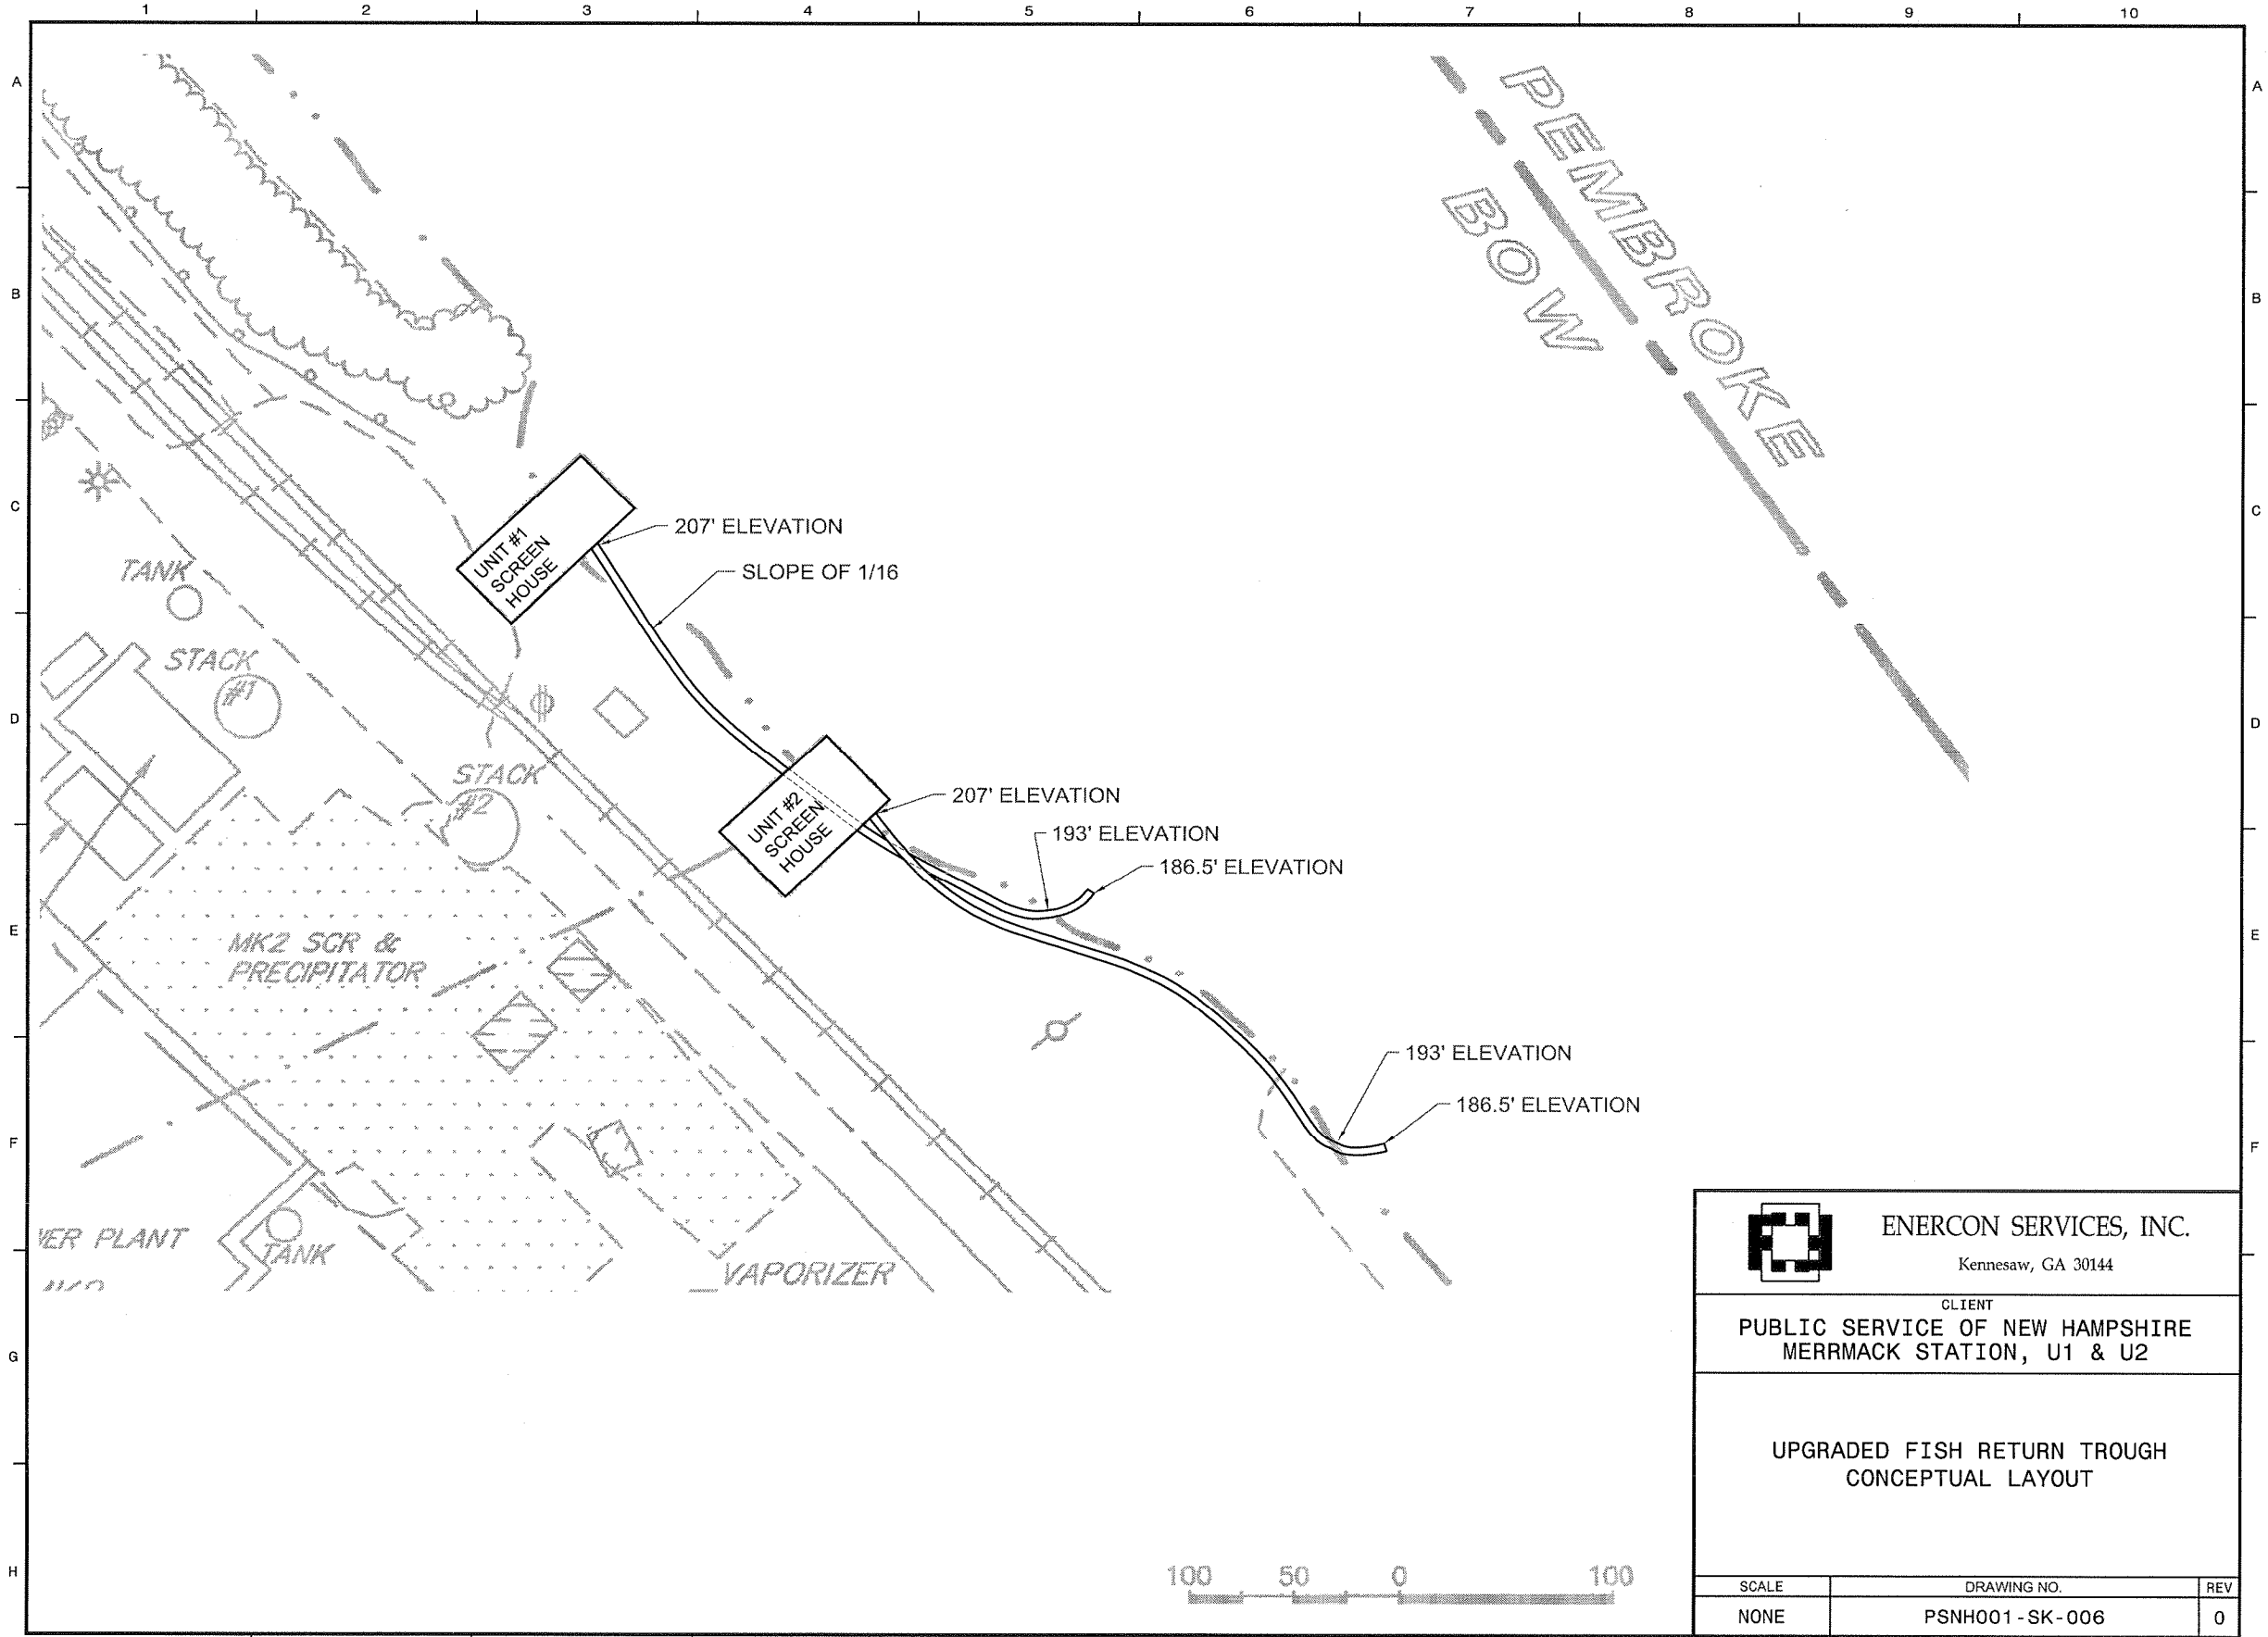 1 2 3 4 5 6 7 8 9 10
A A
B B
C C
D D
E E
F F
G
H
PEMBROKE
BOW
UNIT #1
SCREEN
HOUSE
207' ELEVATION
SLOPE OF 1/16
TANK
STACK
#1
STACK
#2
UNIT #2
SCREEN
HOUSE
207' ELEVATION
193' ELEVATION
186.5' ELEVATION
MK2 SCR &
PRECIPITATOR
193' ELEVATION
186.5' ELEVATION
WER PLANT
TANK
VAPORIZER
100 50 0 100
ENERCON SERVICES, INC.
Kennesaw, GA 30144
CLIENT
PUBLIC SERVICE OF NEW HAMPSHIRE
MERRMACK STATION, U1 & U2
UPGRADED FISH RETURN TROUGH
CONCEPTUAL LAYOUT
SCALE DRAWING NO. REV
NONE PSNH001-SK-006 0